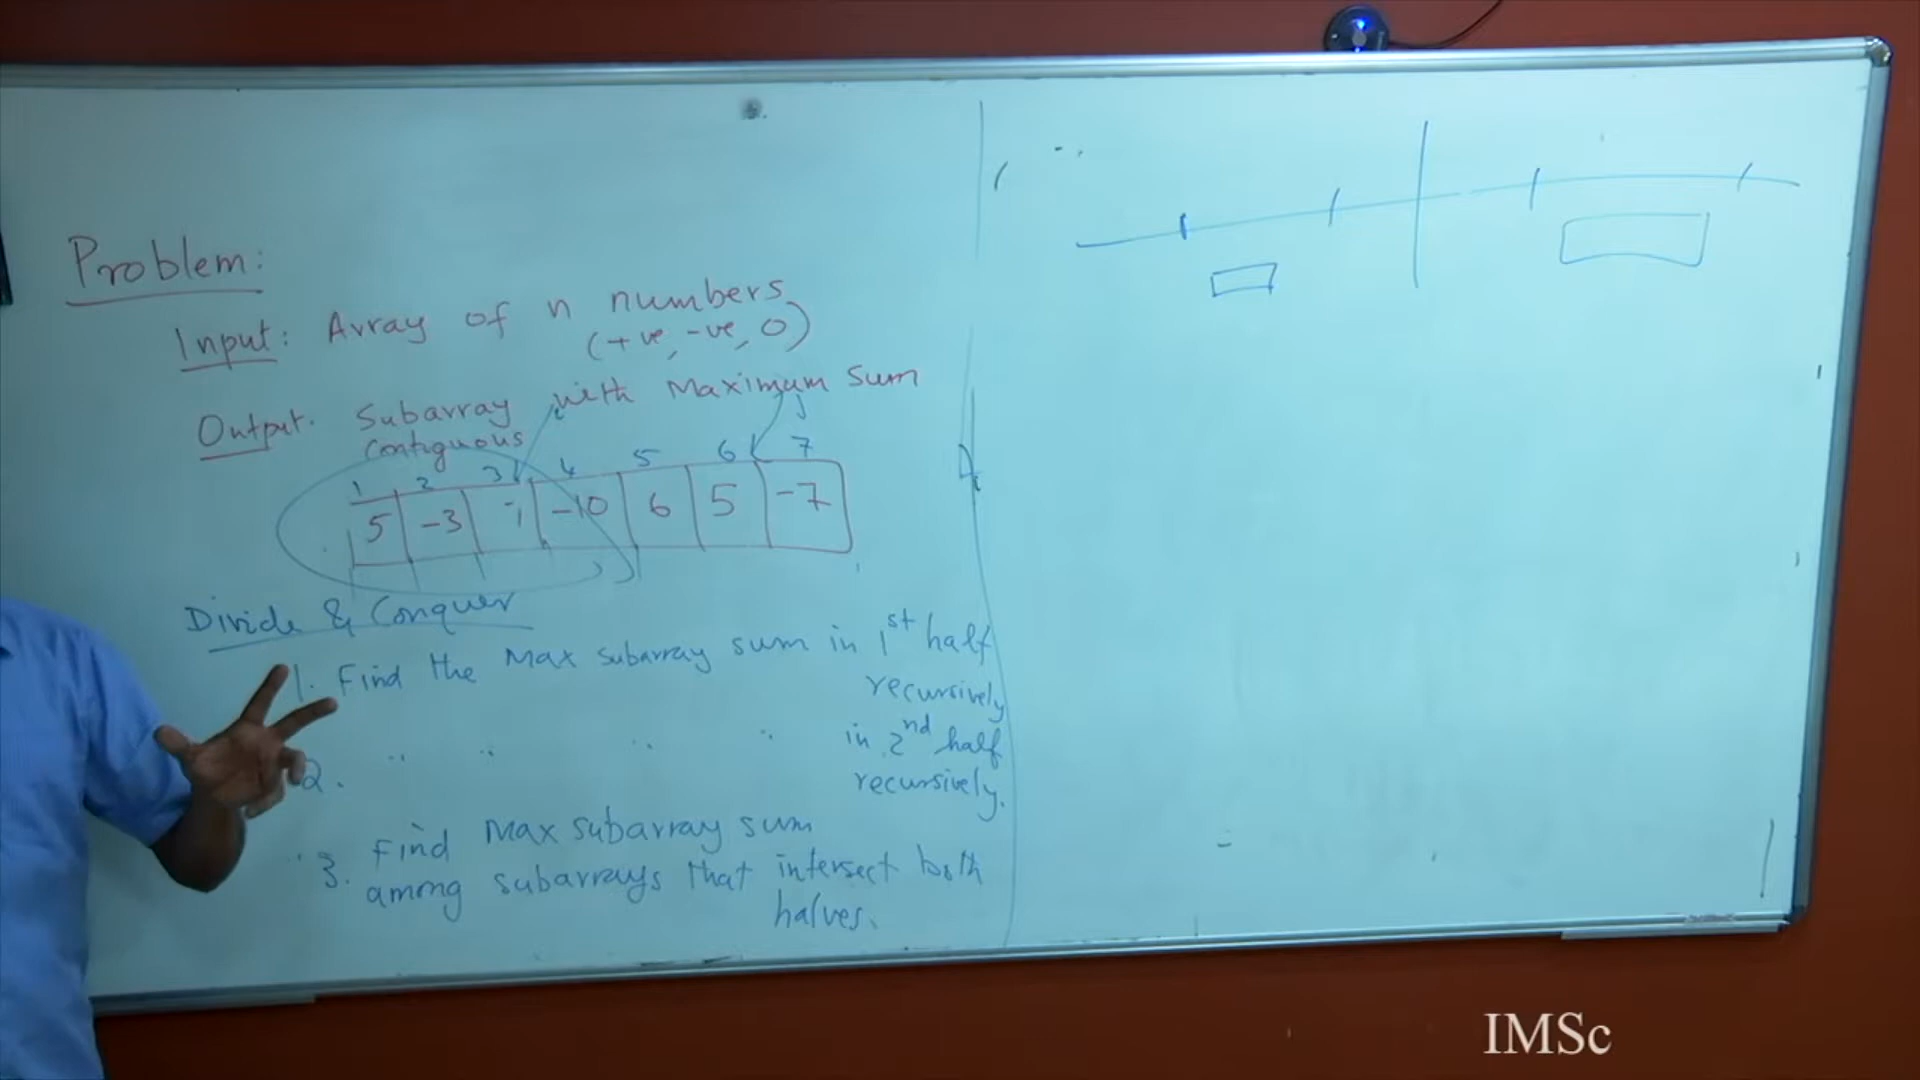 Problem:
Input: Array of n numbers
(+ve, -ve, 0)
Output. Subarray with Maximum Sum
Contiguous
i j
1 2 3 4 5 6 7
5 -3 -10 6 5 -7
Divide & Conquer
1. Find the Max subarray sum in 1st half
recursively
2. " " " " in 2nd half
recursively.
3. Find Max subarray sum
among subarrays that intersect both
halves.
IMSc